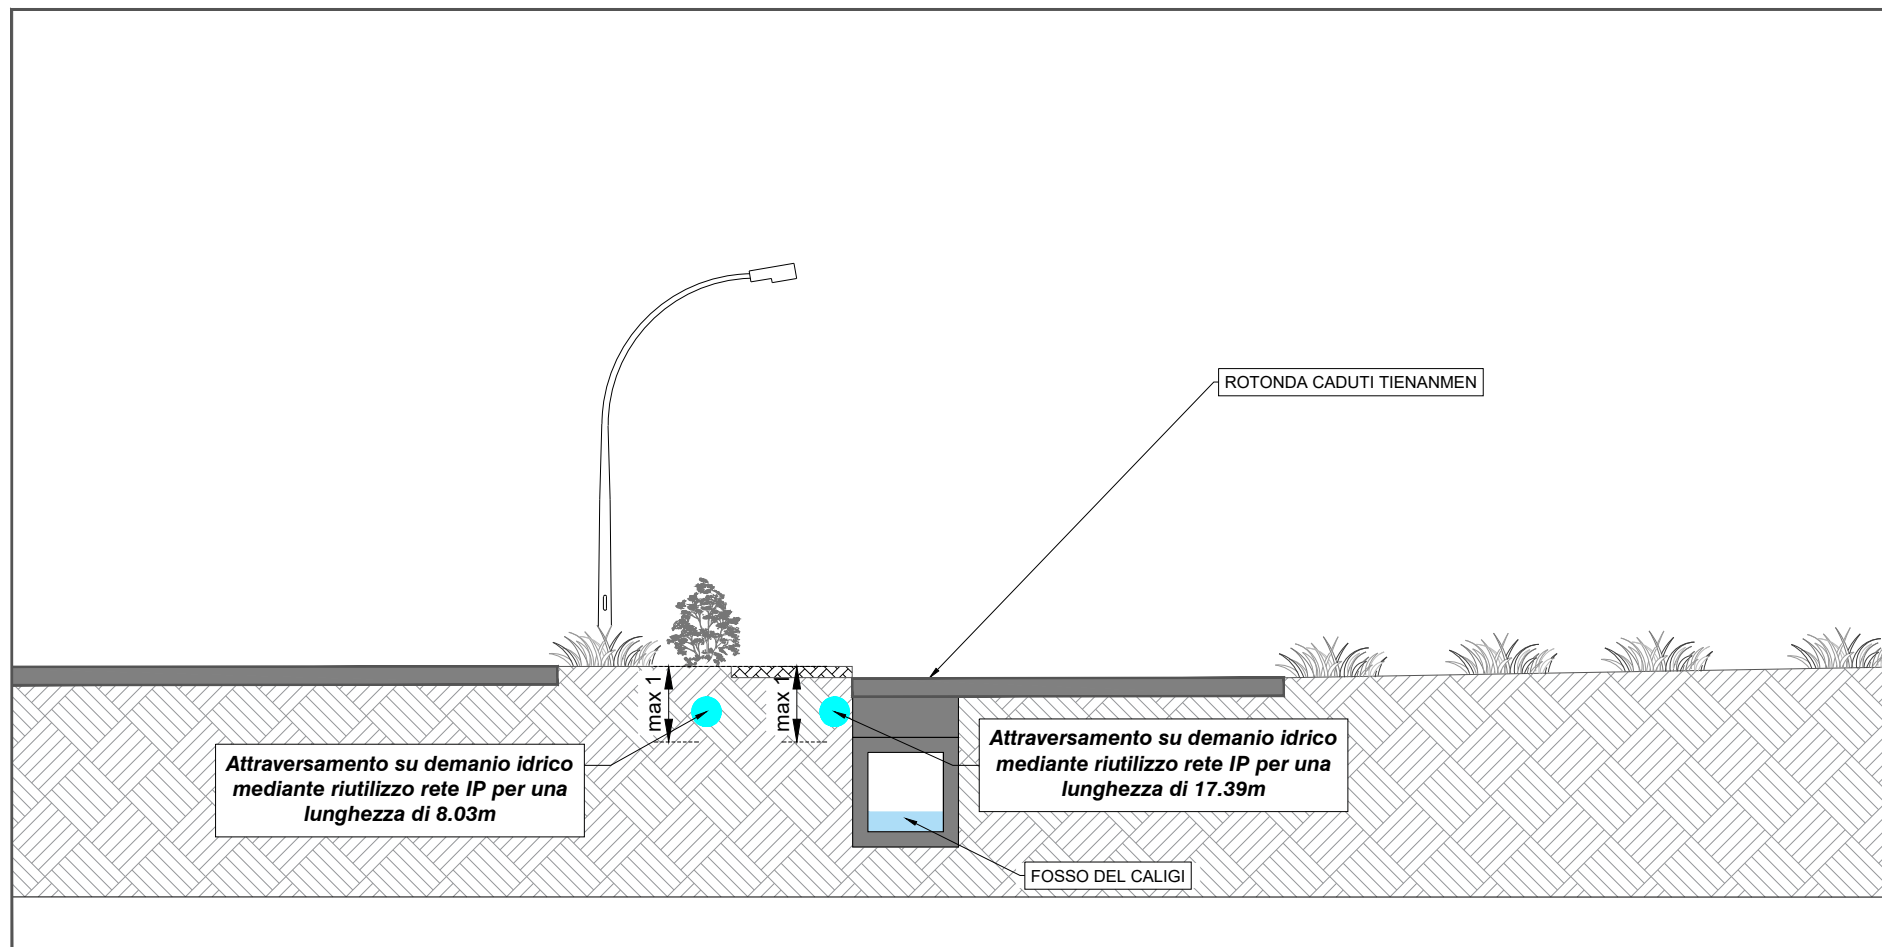 ROTONDA CADUTI TIENANMEN
max 1
max 1
Attraversamento su demanio idrico
mediante riutilizzo rete IP per una
lunghezza di 8.03m
Attraversamento su demanio idrico
mediante riutilizzo rete IP per una
lunghezza di 17.39m
FOSSO DEL CALIGI